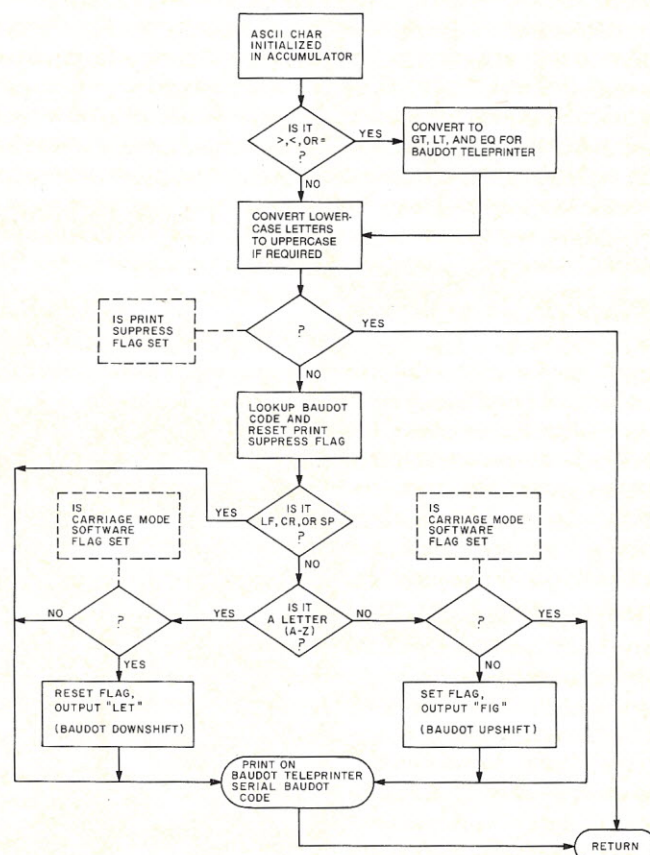 ASCII CHAR
INITIALIZED
IN ACCUMULATOR
IS IT
>,<, OR =
?
YES
CONVERT TO
GT, LT, AND EQ FOR
BAUDOT TELEPRINTER
NO
CONVERT LOWER-
CASE LETTERS
TO UPPERCASE
IF REQUIRED
IS PRINT
SUPPRESS
FLAG SET
?
YES
NO
LOOKUP BAUDOT
CODE AND
RESET PRINT
SUPPRESS FLAG
IS
CARRIAGE MODE
SOFTWARE
FLAG SET
YES
IS IT
LF, CR, OR SP
?
IS
CARRIAGE MODE
SOFTWARE
FLAG SET
NO
NO
?
YES
IS IT
A LETTER
(A-Z)
?
NO
?
YES
YES
NO
RESET FLAG,
OUTPUT "LET"
(BAUDOT DOWNSHIFT)
SET FLAG,
OUTPUT "FIG"
(BAUDOT UPSHIFT)
PRINT ON
BAUDOT TELEPRINTER
SERIAL BAUDOT
CODE
RETURN